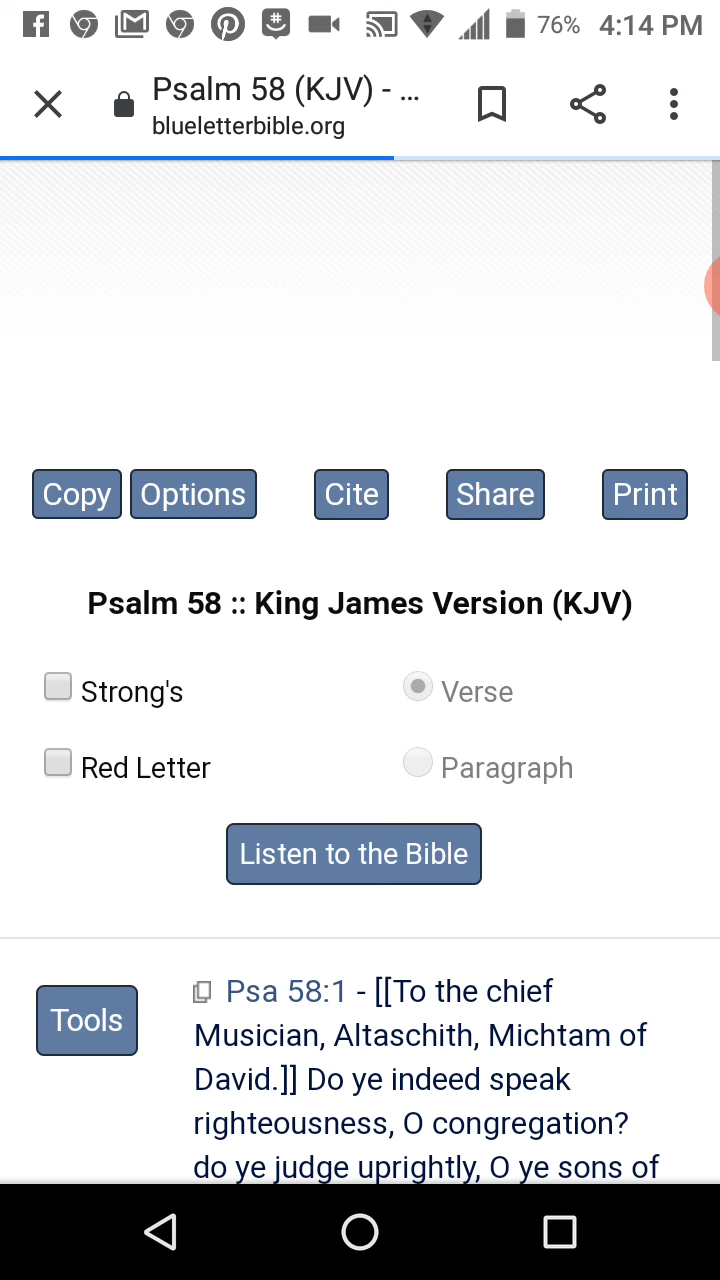 76% 4:14 PM
Psalm 58 (KJV) - ...
blueletterbible.org
Copy Options Cite Share Print
Psalm 58 :: King James Version (KJV)
Strong's Verse
Red Letter Paragraph
Listen to the Bible
Tools
Psa 58:1 - [[To the chief
Musician, Altaschith, Michtam of
David.]] Do ye indeed speak
righteousness, O congregation?
do ye judge uprightly, O ye sons of